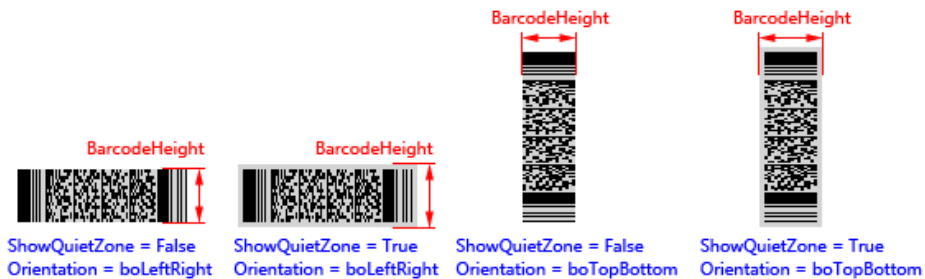 BarcodeHeight
BarcodeHeight
BarcodeHeight
BarcodeHeight
ShowQuietZone = False
Orientation = boLeftRight
ShowQuietZone = True
Orientation = boLeftRight
ShowQuietZone = False
Orientation = boTopBottom
ShowQuietZone = True
Orientation = boTopBottom